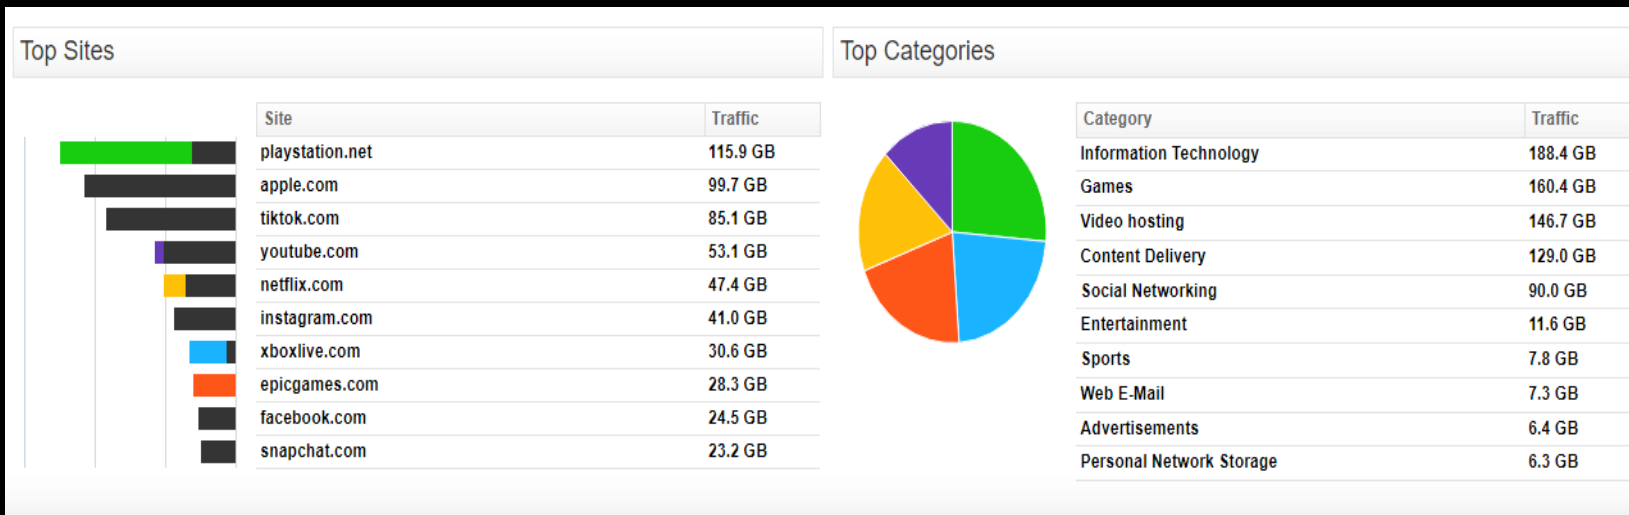 Top Sites
Site Traffic
playstation.net 115.9 GB
apple.com 99.7 GB
tiktok.com 85.1 GB
youtube.com 53.1 GB
netflix.com 47.4 GB
instagram.com 41.0 GB
xboxlive.com 30.6 GB
epicgames.com 28.3 GB
facebook.com 24.5 GB
snapchat.com 23.2 GB
Top Categories
Category Traffic
Information Technology 188.4 GB
Games 160.4 GB
Video hosting 146.7 GB
Content Delivery 129.0 GB
Social Networking 90.0 GB
Entertainment 11.6 GB
Sports 7.8 GB
Web E-Mail 7.3 GB
Advertisements 6.4 GB
Personal Network Storage 6.3 GB